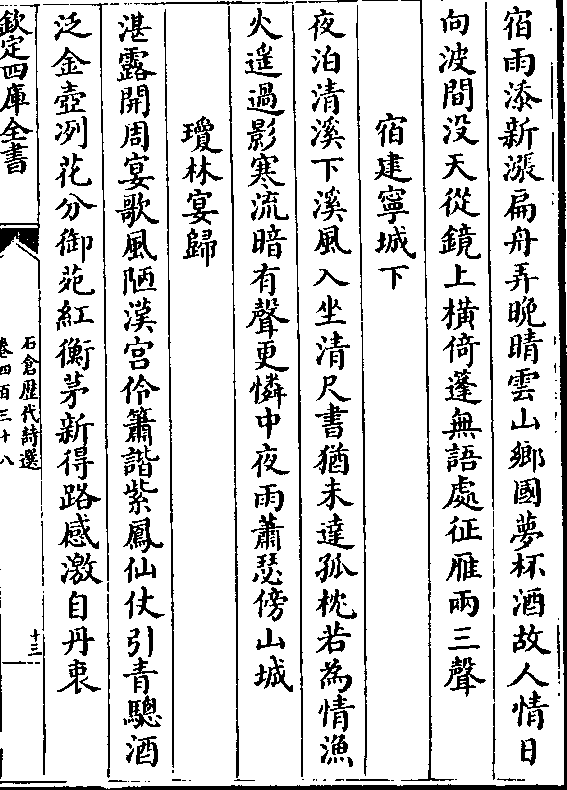 宿雨添新漲扁舟弄晚晴雲山鄉國夢杯酒故人情日
向波間没天從鏡上橫倚蓬無語處征雁兩三聲
宿建寧城下
夜泊清溪下溪風入坐清尺書猶未達孤枕若為情漁
火遙過影寒流暗有聲更憐中夜雨蕭瑟傍山城
瓊林宴歸
湛露開周宴歌風陋漢宮伶簫諧紫鳳仙仗引青驄酒
泛金壺冽花分御苑紅衡茅新得路感激自丹衷
欽定四庫全書
石倉歷代詩選
卷四百三十八
十三